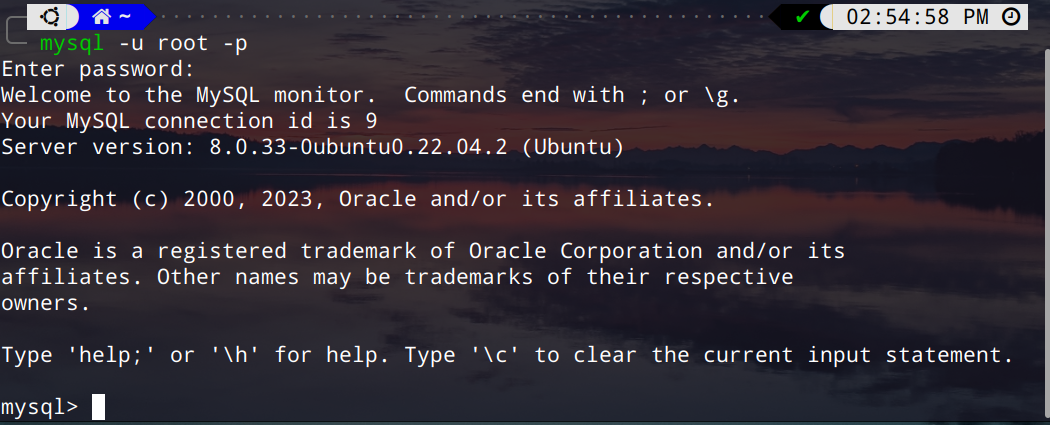 ~ ✔ 02:54:58 PM
mysql -u root -p
Enter password:
Welcome to the MySQL monitor.  Commands end with ; or \g.
Your MySQL connection id is 9
Server version: 8.0.33-0ubuntu0.22.04.2 (Ubuntu)

Copyright (c) 2000, 2023, Oracle and/or its affiliates.

Oracle is a registered trademark of Oracle Corporation and/or its
affiliates. Other names may be trademarks of their respective
owners.

Type 'help;' or '\h' for help. Type '\c' to clear the current input statement.

mysql>